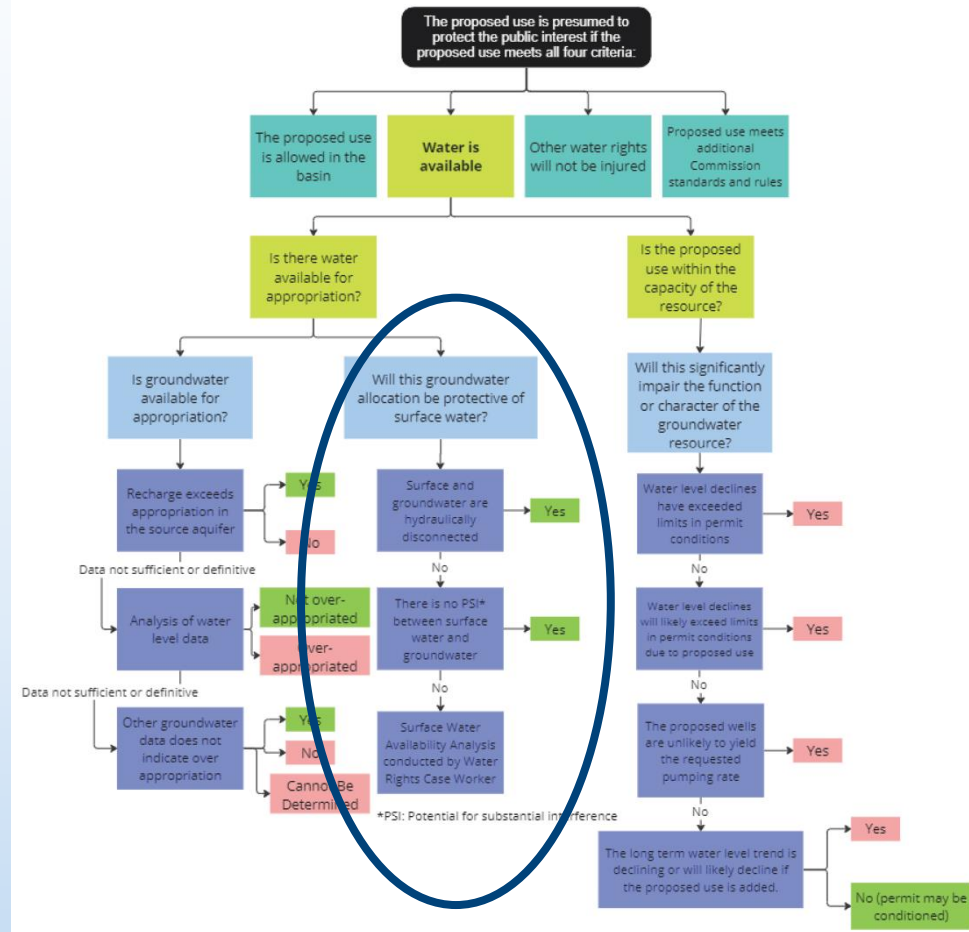 The proposed use is presumed to
protect the public interest if the
proposed use meets all four criteria:
The proposed use
is allowed in the
basin
Water is
available
Other water rights
will not be injured
Proposed use meets
additional
Commission
standards and rules
Is there water
available for
appropriation?
Is the proposed
use within the
capacity of the
resource?
Is groundwater
available for
appropriation?
Will this groundwater
allocation be protective of
surface water?
Will this significantly
impair the function
or character of the
groundwater
resource?
Recharge exceeds
appropriation in
the source aquifer
Yes
No
Data not sufficient or definitive
Analysis of water
level data
Not over-
appropriated
Over-
appropriated
Data not sufficient or definitive
Other groundwater
data does not
indicate over
appropriation
Yes
No
Cannot Be
Determined
Surface and
groundwater are
hydraulically
disconnected
Yes
No
There is no PSI*
between surface
water and
groundwater
Yes
No
Surface Water
Availability Analysis
conducted by Water
Rights Case Worker
*PSI: Potential for substantial interference
Water level declines
have exceeded
limits in permit
conditions
Yes
No
Water level declines
will likely exceed limits
in permit conditions
due to proposed use
Yes
No
The proposed wells
are unlikely to yield
the requested
pumping rate
Yes
No
The long term water level trend is
declining or will likely decline if
the proposed use is added.
Yes
No (permit may be
conditioned)